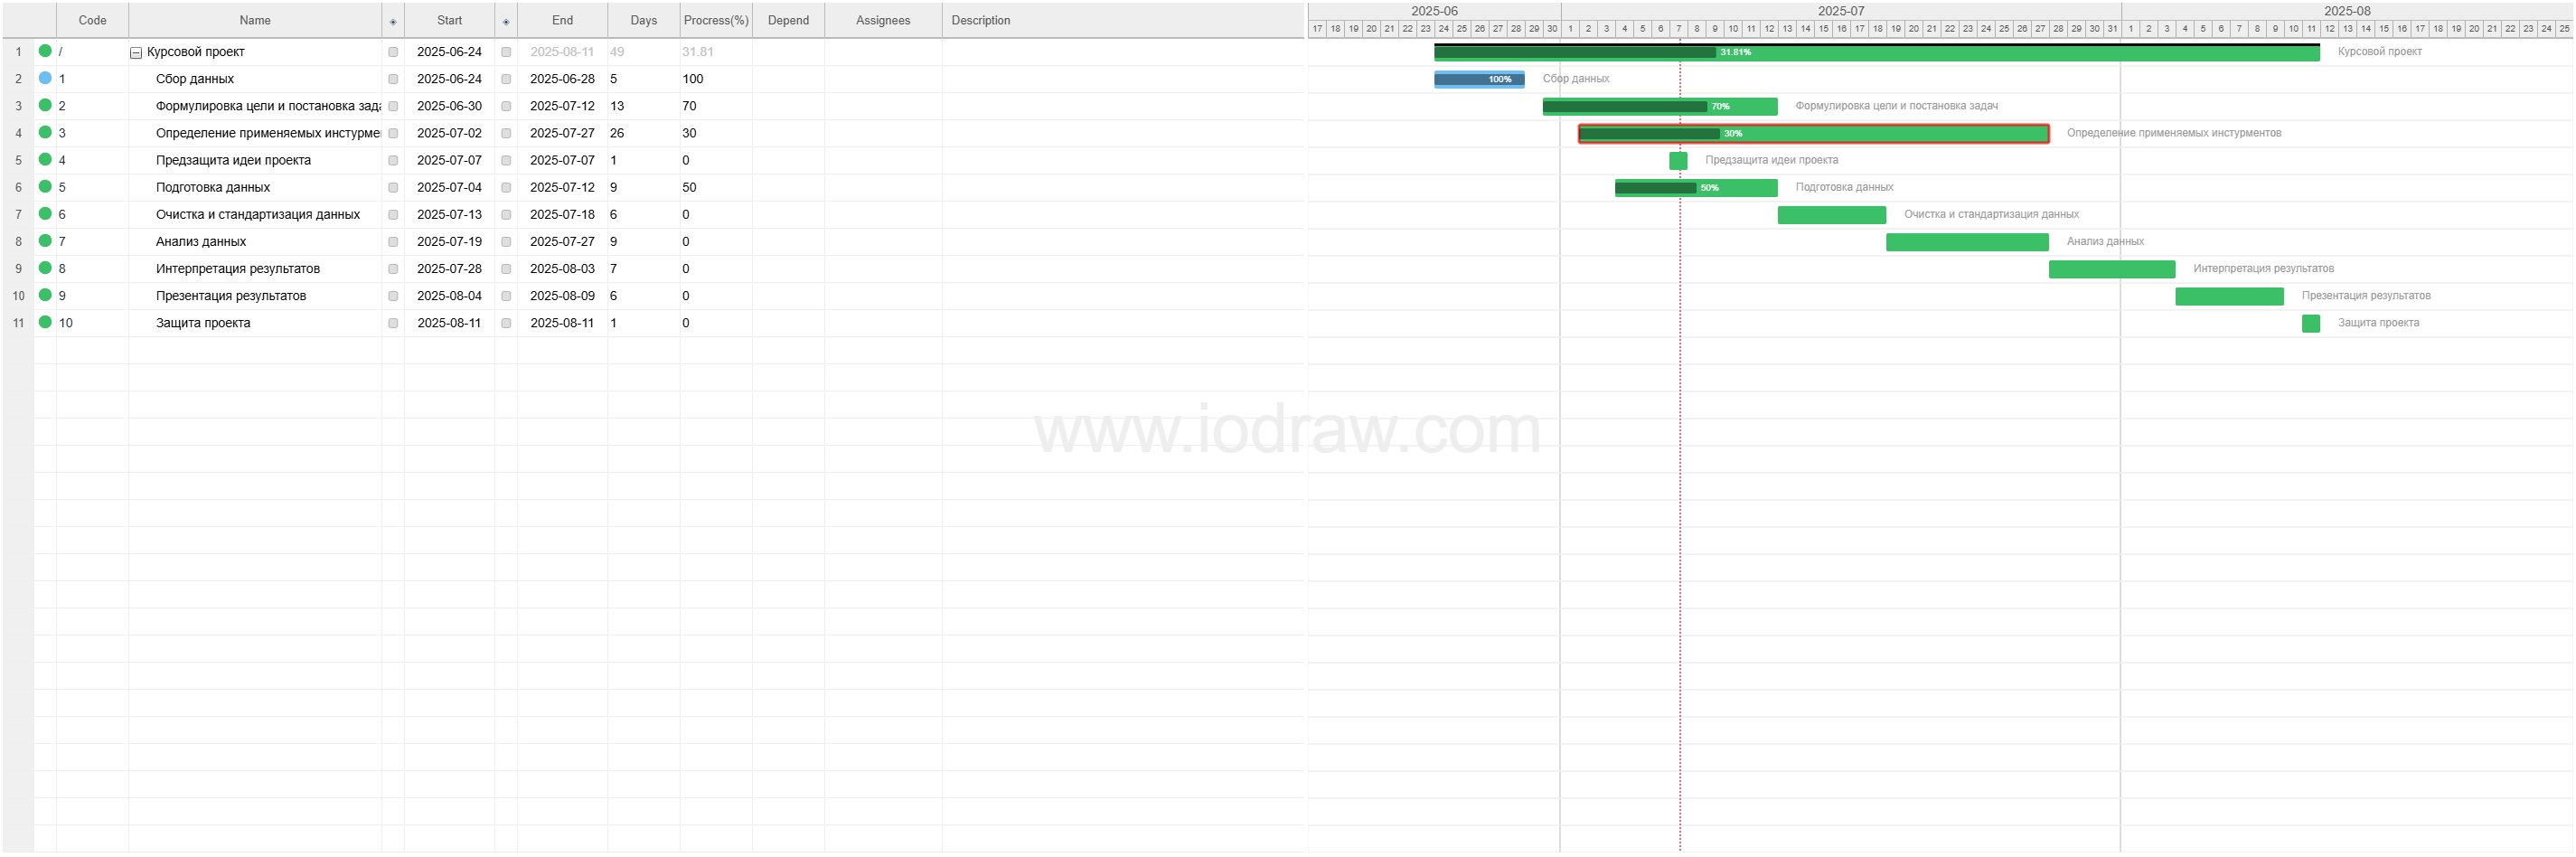 Code Name Start End Days Procress(%) Depend Assignees Description
1 / Курсовой проект 2025-06-24 2025-08-11 49 31.81
2 1 Сбор данных 2025-06-24 2025-06-28 5 100
3 2 Формулировка цели и постановка зада 2025-06-30 2025-07-12 13 70
4 3 Определение применяемых инстурме 2025-07-02 2025-07-27 26 30
5 4 Предзащита идеи проекта 2025-07-07 2025-07-07 1 0
6 5 Подготовка данных 2025-07-04 2025-07-12 9 50
7 6 Очистка и стандартизация данных 2025-07-13 2025-07-18 6 0
8 7 Анализ данных 2025-07-19 2025-07-27 9 0
9 8 Интерпретация результатов 2025-07-28 2025-08-03 7 0
10 9 Презентация результатов 2025-08-04 2025-08-09 6 0
11 10 Защита проекта 2025-08-11 2025-08-11 1 0
2025-06 2025-07 2025-08
17 18 19 20 21 22 23 24 25 26 27 28 29 30 1 2 3 4 5 6 7 8 9 10 11 12 13 14 15 16 17 18 19 20 21 22 23 24 25 26 27 28 29 30 31 1 2 3 4 5 6 7 8 9 10 11 12 13 14 15 16 17 18 19 20 21 22 23 24 25
31.81% Курсовой проект
100% Сбор данных
70% Формулировка цели и постановка задач
30% Определение применяемых инстурментов
Предзащита идеи проекта
50% Подготовка данных
Очистка и стандартизация данных
Анализ данных
Интерпретация результатов
Презентация результатов
Защита проекта
www.iodraw.com